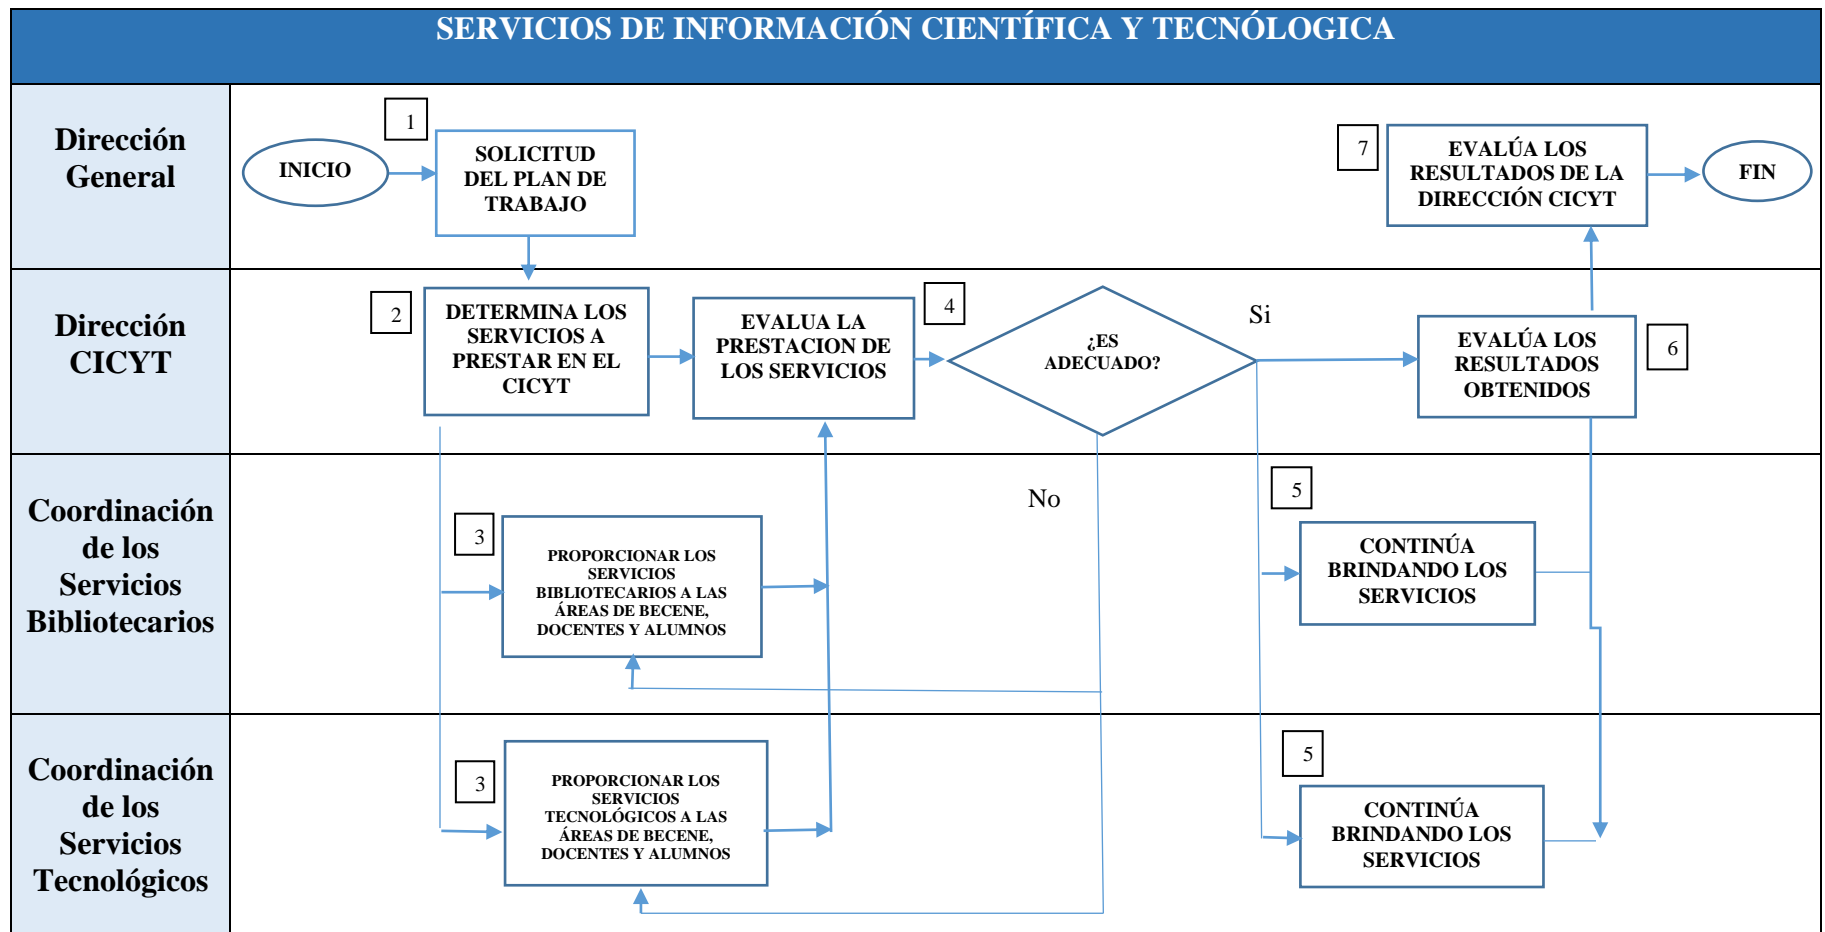 SERVICIOS DE INFORMACIÓN CIENTÍFICA Y TECNÓLOGICA
Dirección
General
INICIO
1
SOLICITUD
DEL PLAN DE
TRABAJO
7
EVALÚA LOS
RESULTADOS DE LA
DIRECCIÓN CICYT
FIN
Dirección
CICYT
2
DETERMINA LOS
SERVICIOS A
PRESTAR EN EL
CICYT
EVALUA LA
PRESTACION DE
LOS SERVICIOS
4
¿ES
ADECUADO?
Si
EVALÚA LOS
RESULTADOS
OBTENIDOS
6
Coordinación
de los
Servicios
Bibliotecarios
3
PROPORCIONAR LOS
SERVICIOS
BIBLIOTECARIOS A LAS
ÁREAS DE BECENE,
DOCENTES Y ALUMNOS
No
5
CONTINÚA
BRINDANDO LOS
SERVICIOS
Coordinación
de los
Servicios
Tecnológicos
3
PROPORCIONAR LOS
SERVICIOS
TECNOLÓGICOS A LAS
ÁREAS DE BECENE,
DOCENTES Y ALUMNOS
5
CONTINÚA
BRINDANDO LOS
SERVICIOS